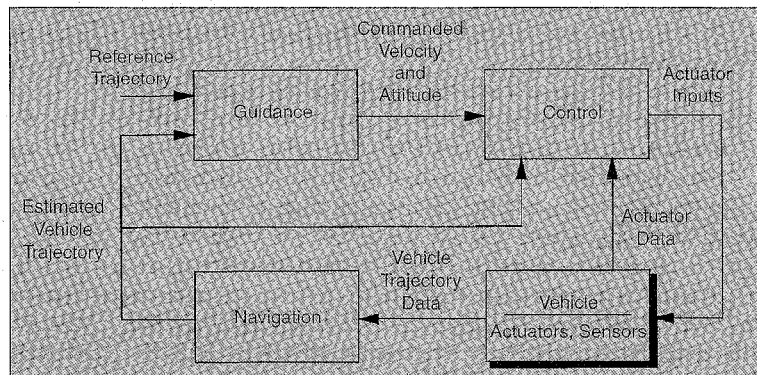 Reference
Trajectory
Commanded
Velocity
and
Attitude
Actuator
Inputs
Guidance
Control
Estimated
Vehicle
Trajectory
Vehicle
Trajectory
Data
Actuator
Data
Navigation
Vehicle
Actuators, Sensors